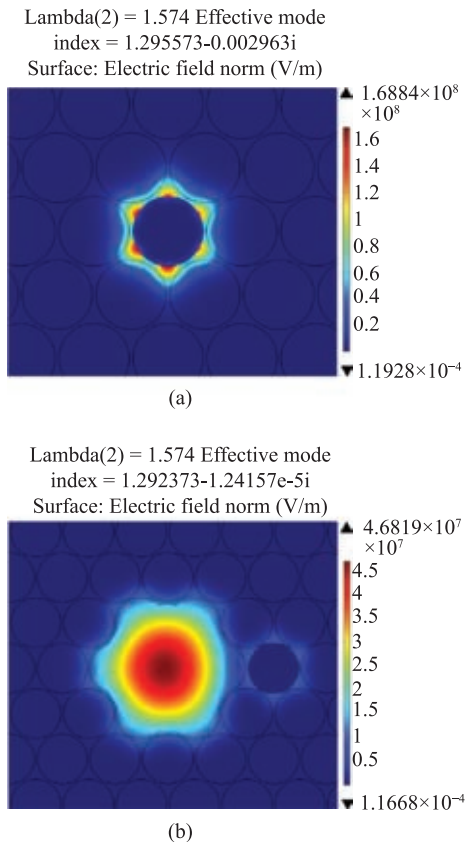 Lambda(2) = 1.574 Effective mode
index = 1.295573-0.002963i
Surface: Electric field norm (V/m)
▲ 1.6884×10⁸
×10⁸
1.6
1.4
1.2
1
0.8
0.6
0.4
0.2
▼ 1.1928×10⁻⁴
(a)
Lambda(2) = 1.574 Effective mode
index = 1.292373-1.24157e-5i
Surface: Electric field norm (V/m)
▲ 4.6819×10⁷
×10⁷
4.5
4
3.5
3
2.5
2
1.5
1
0.5
▼ 1.1668×10⁻⁴
(b)